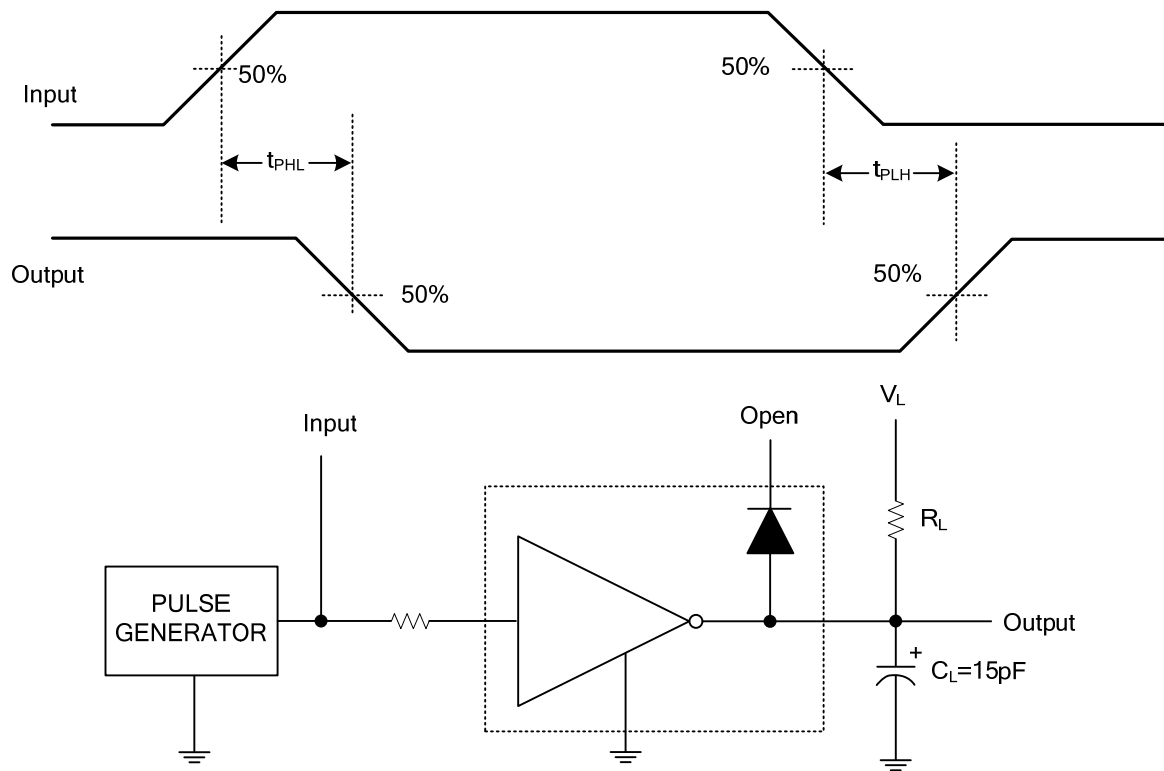 50%
50%
Input
tPHL
tPLH
Output
50%
50%
VL
Open
Input
RL
PULSE
GENERATOR
Output
+
CL=15pF